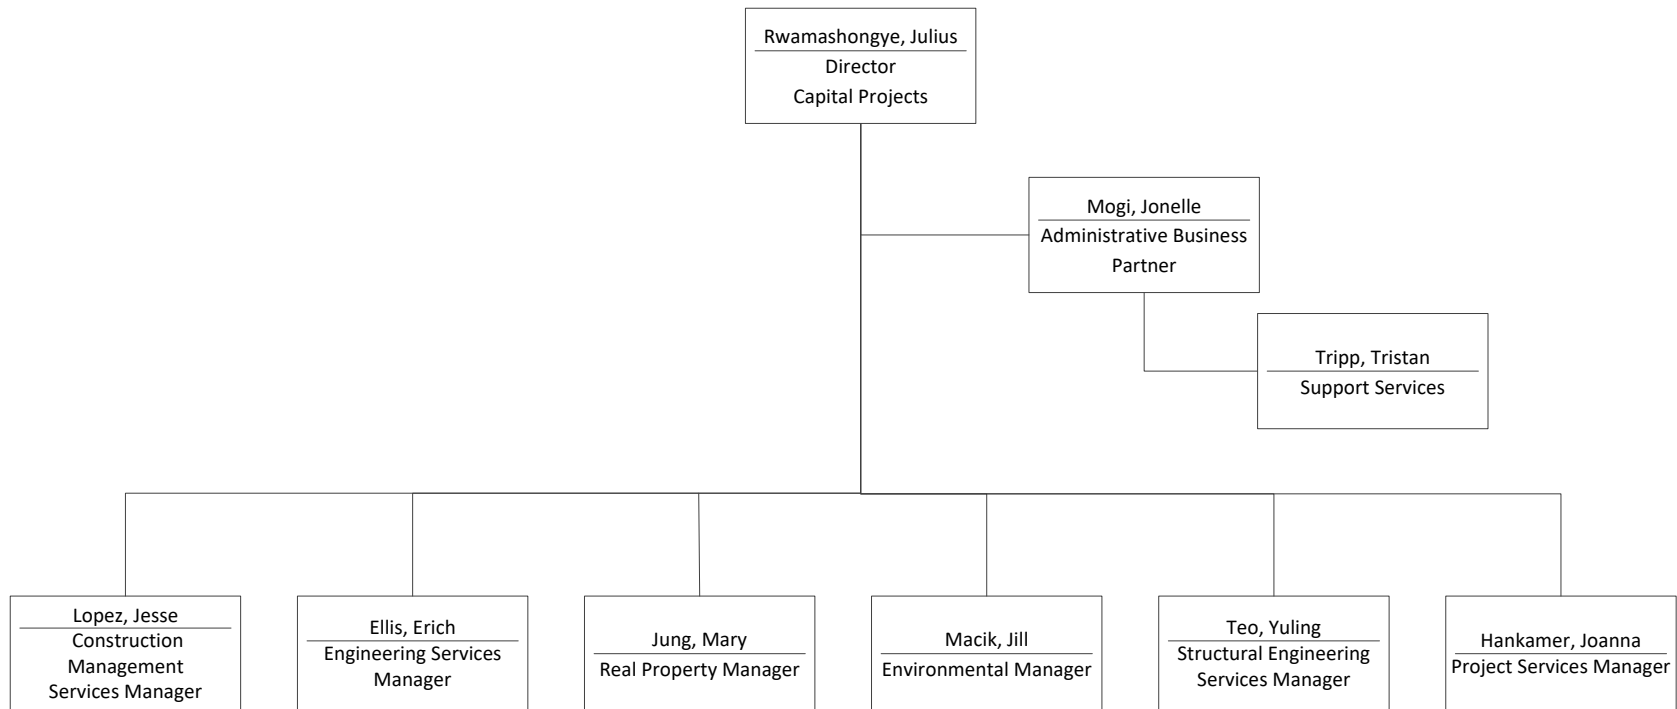 Rwamashongye, Julius
Director
Capital Projects
Mogi, Jonelle
Administrative Business
Partner
Tripp, Tristan
Support Services
Lopez, Jesse
Construction
Management
Services Manager
Ellis, Erich
Engineering Services
Manager
Jung, Mary
Real Property Manager
Macik, Jill
Environmental Manager
Teo, Yuling
Structural Engineering
Services Manager
Hankamer, Joanna
Project Services Manager